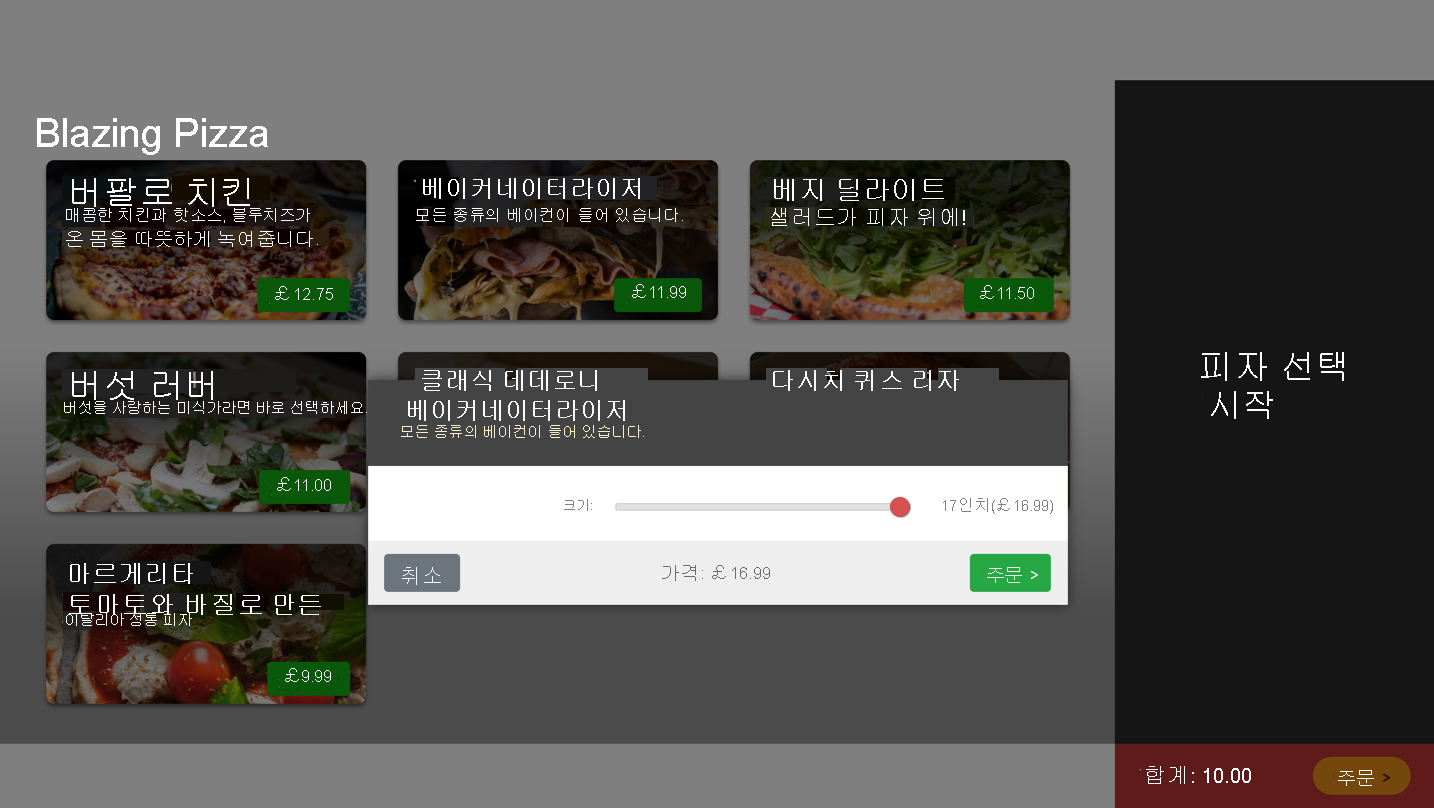 Blazing Pizza
버팔로 치킨
매콤한 치킨과 핫소스, 블루치즈가
온 몸을 따뜻하게 녹여줍니다.
£12.75
베이커네이터라이저
모든 종류의 베이컨이 들어 있습니다.
£11.99
베지 딜라이트
샐러드가 피자 위에!
£11.50
버섯 러버
버섯을 사랑하는 미식가라면 바로 선택하세요.
£11.00
클래식 데데로니
다시치 퀴스 리자
베이커네이터라이저
모든 종류의 베이컨이 들어 있습니다.
크기:
17인치(£16.99)
취소
가격: £16.99
주문 >
마르게리타
토마토와 바질로 만든
이탈리아 정통 피자
£9.99
피자 선택
시작
합계: 10.00
주문 >